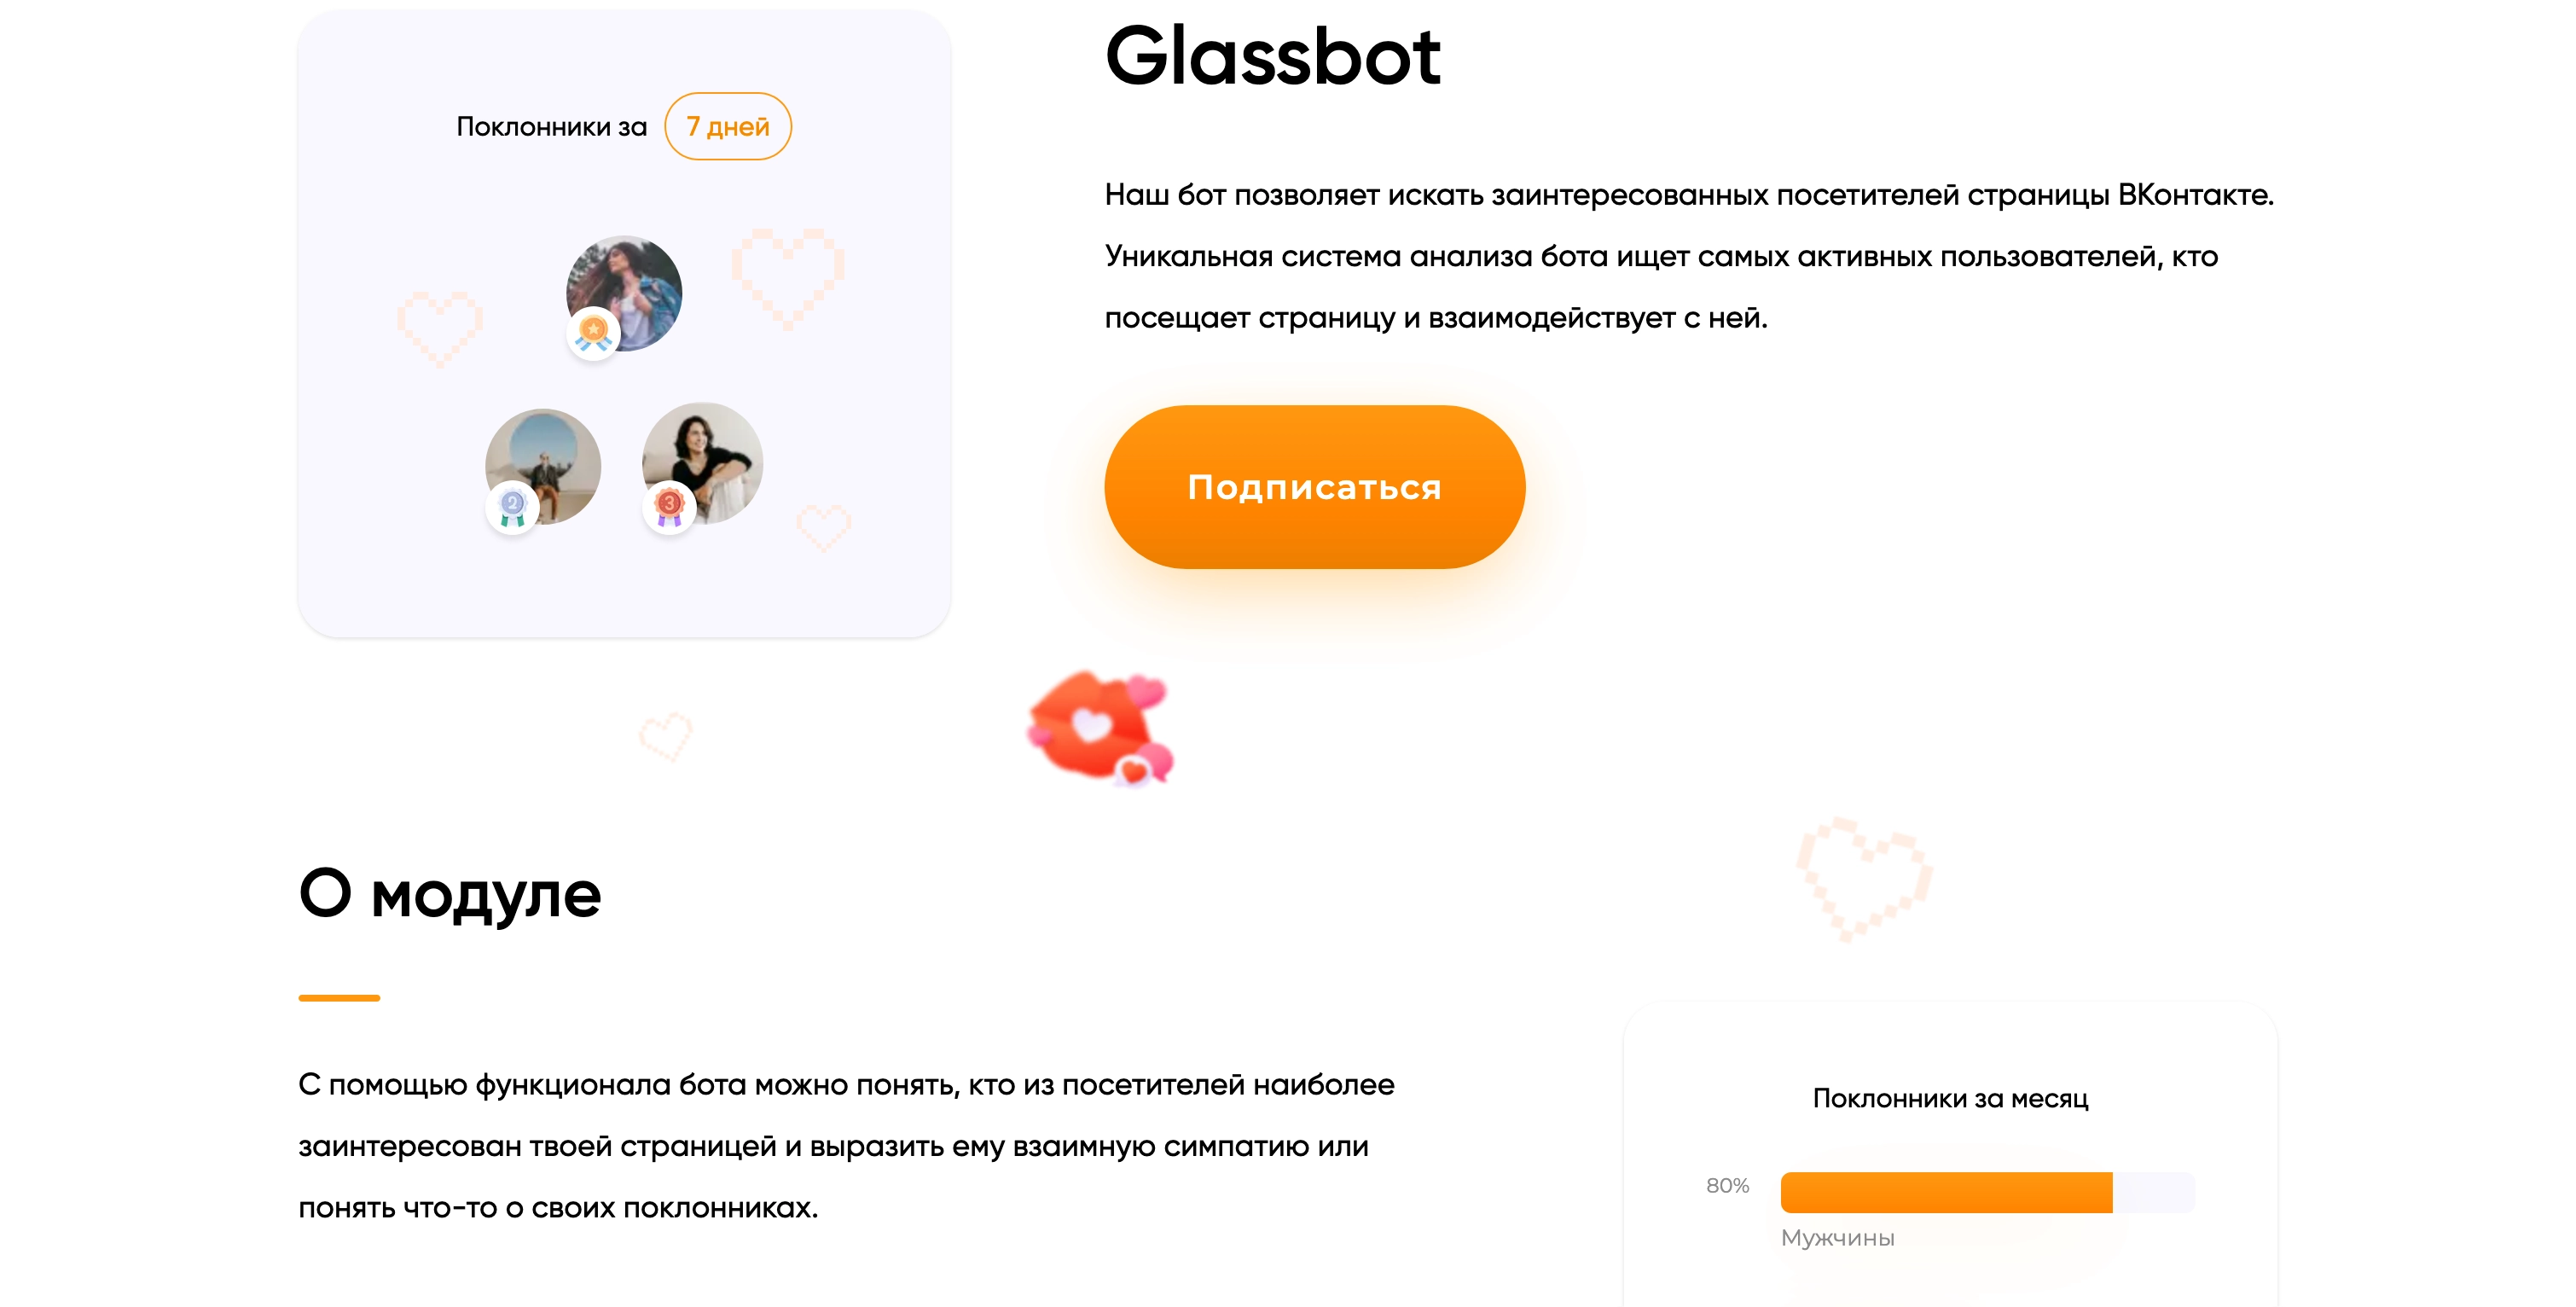 Поклонники за 7 дней
2
3
Glassbot
Наш бот позволяет искать заинтересованных посетителей страницы ВКонтакте.
Уникальная система анализа бота ищет самых активных пользователей, кто
посещает страницу и взаимодействует с ней.
Подписаться
О модуле
С помощью функционала бота можно понять, кто из посетителей наиболее
заинтересован твоей страницей и выразить ему взаимную симпатию или
понять что-то о своих поклонниках.
Поклонники за месяц
80%
Мужчины